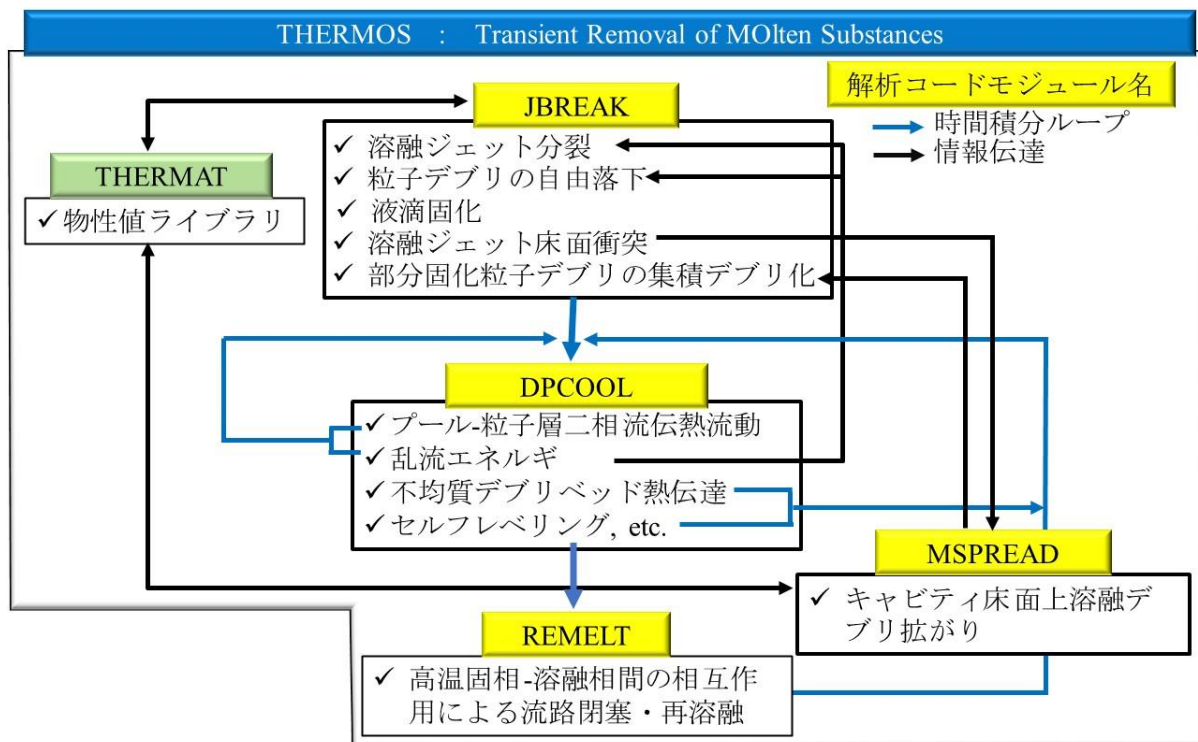 THERMOS : Transient Removal of MOlten Substances
解析コードモジュール名
時間積分ループ
情報伝達
JBREAK
✓ 溶融ジェット分裂
✓ 粒子デブリの自由落下
✓ 液滴固化
✓ 溶融ジェット床面衝突
✓ 部分固化粒子デブリの集積デブリ化
THERMAT
✓ 物性値ライブラリ
DPCOOL
✓ プール-粒子層二相流伝熱流動
✓ 乱流エネルギ
✓ 不均質デブリベッド熱伝達
✓ セルフレベリング, etc.
MSPREAD
✓ キャビティ床面上溶融デ
ブリ拡がり
REMELT
✓ 高温固相-溶融相間の相互作
用による流路閉塞・再溶融